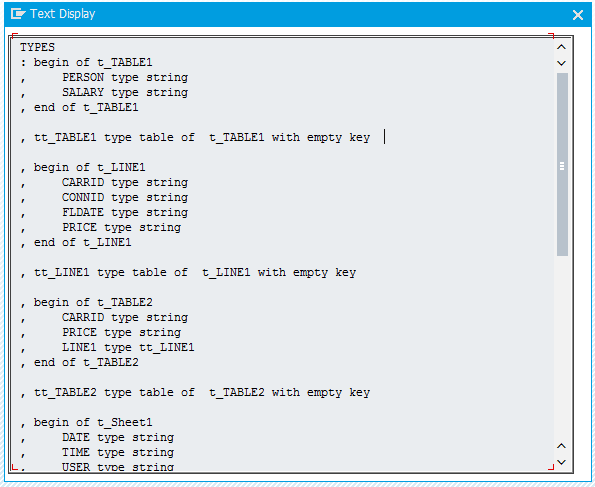 Text Display
TYPES
: begin of t_TABLE1
,     PERSON type string
,     SALARY type string
, end of t_TABLE1
, tt_TABLE1 type table of  t_TABLE1 with empty key
, begin of t_LINE1
,     CARRID type string
,     CONNID type string
,     FLDATE type string
,     PRICE type string
, end of t_LINE1
, tt_LINE1 type table of  t_LINE1 with empty key
, begin of t_TABLE2
,     CARRID type string
,     PRICE type string
,     LINE1 type tt_LINE1
, end of t_TABLE2
, tt_TABLE2 type table of  t_TABLE2 with empty key
, begin of t_Sheet1
,     DATE type string
,     TIME type string
,     USER type string